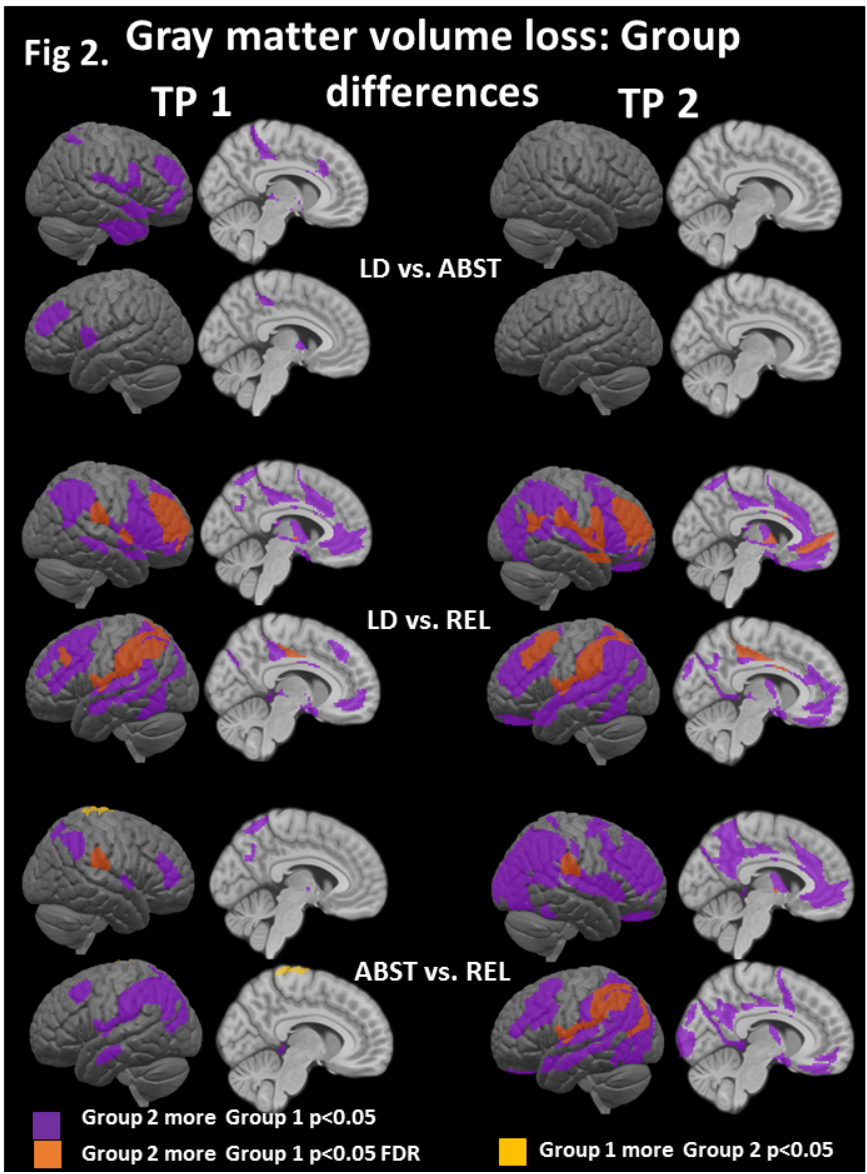 Fig 2. Gray matter volume loss: Group
differences
TP 1 TP 2
LD vs. ABST
LD vs. REL
ABST vs. REL
Group 2 more Group 1 p<0.05
Group 2 more Group 1 p<0.05 FDR
Group 1 more Group 2 p<0.05